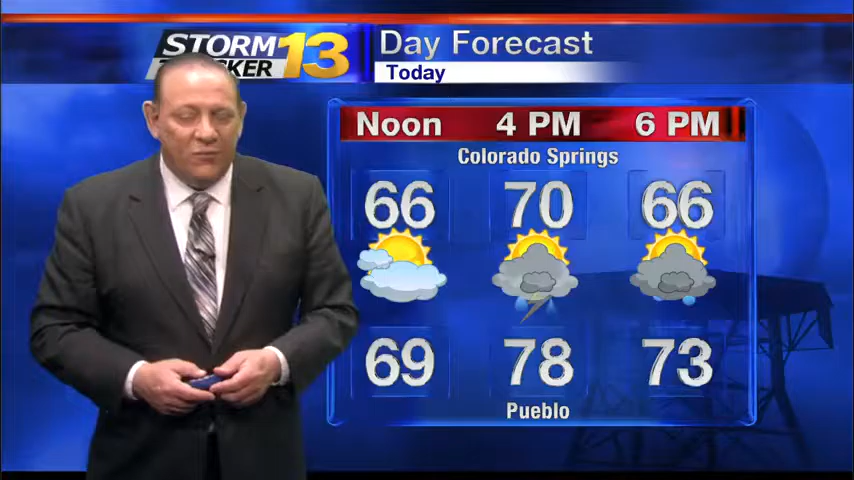 STORM 13
Day Forecast
Today
Noon 4 PM 6 PM
Colorado Springs
66 70 66
69 78 73
Pueblo